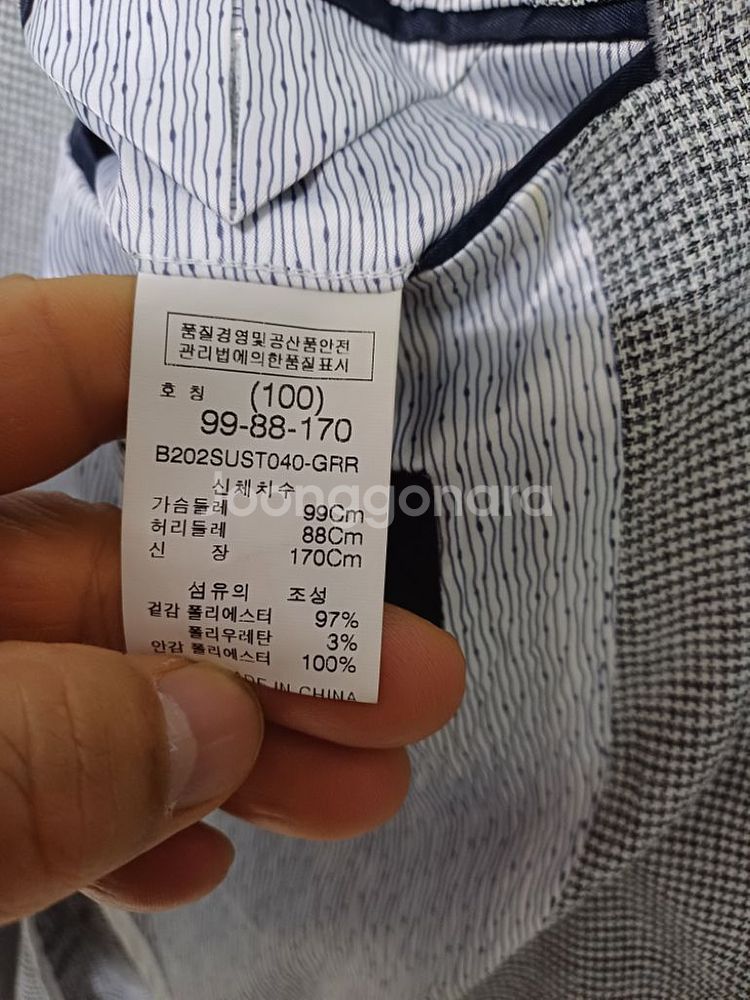 품질경영및공산품안전
관리법에의한품질표시
호 칭 (100)
99-88-170
B202SUST040-GRR
신체치수
가슴둘레 99Cm
허리둘레 88Cm
신 장 170Cm
섬유의 조성
겉감 폴리에스터 97%
폴리우레탄 3%
안감 폴리에스터 100%
IN CHINA
joonggonara